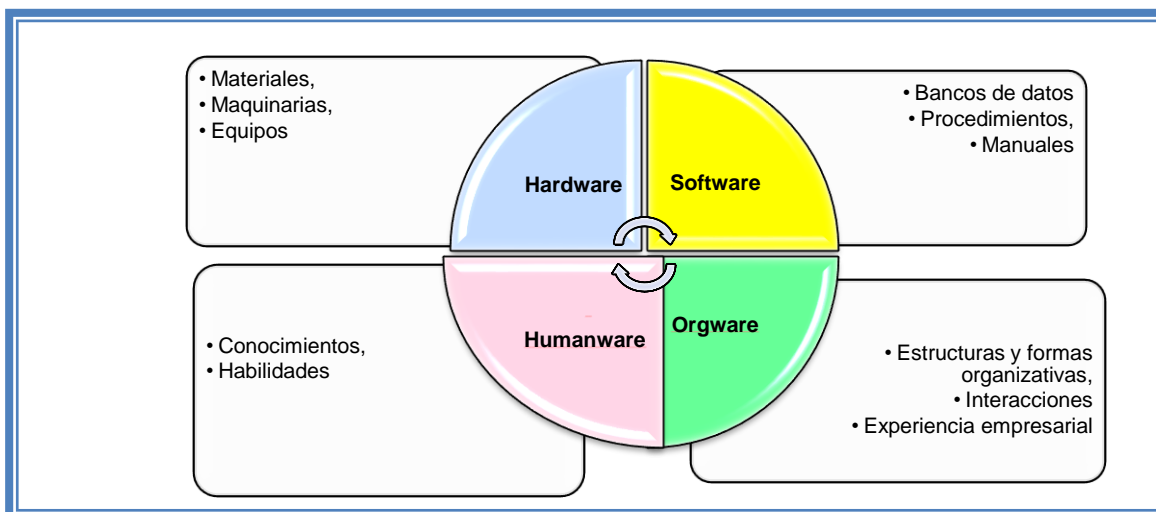 • Materiales,
• Maquinarias,
• Equipos
• Bancos de datos
• Procedimientos,
• Manuales
Hardware
Software
Humanware
Orgware
• Conocimientos,
• Habilidades
• Estructuras y formas
organizativas,
• Interacciones
• Experiencia empresarial